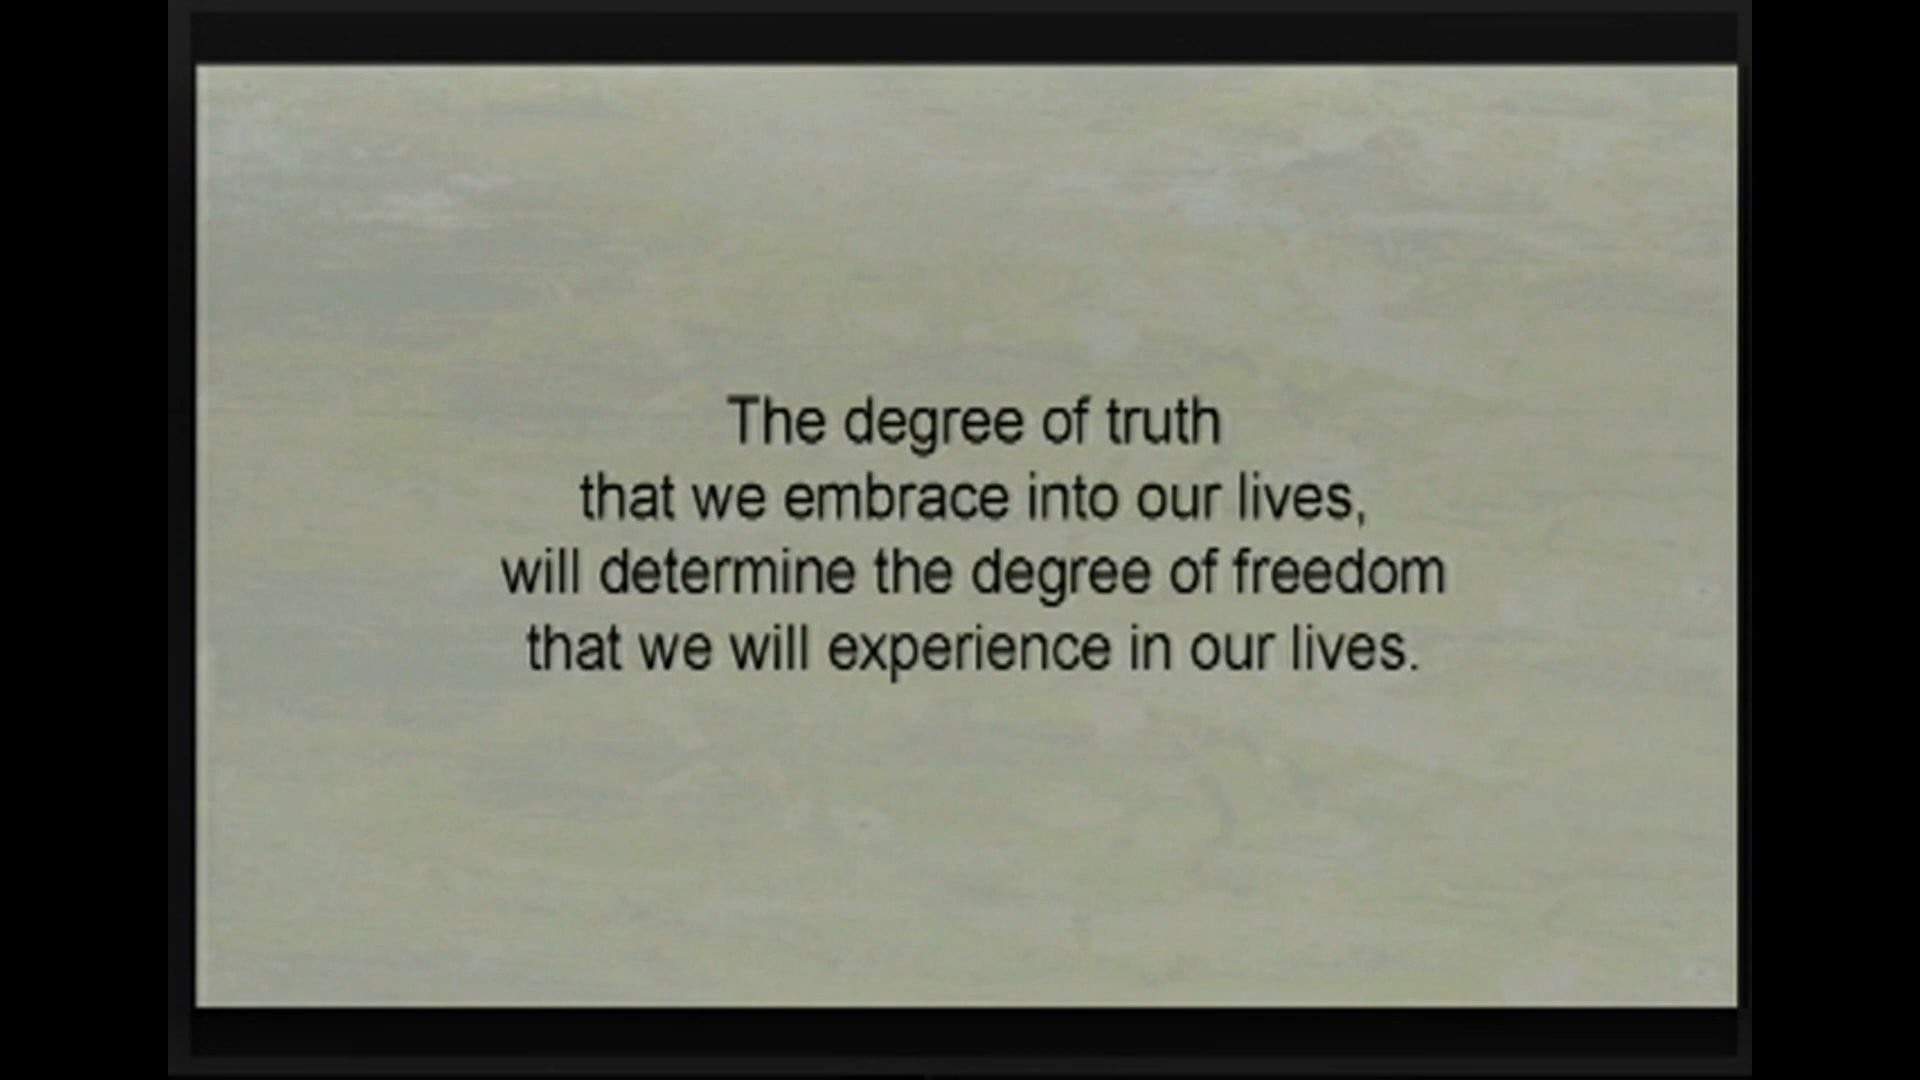 The degree of truth
that we embrace into our lives,
will determine the degree of freedom
that we will experience in our lives.